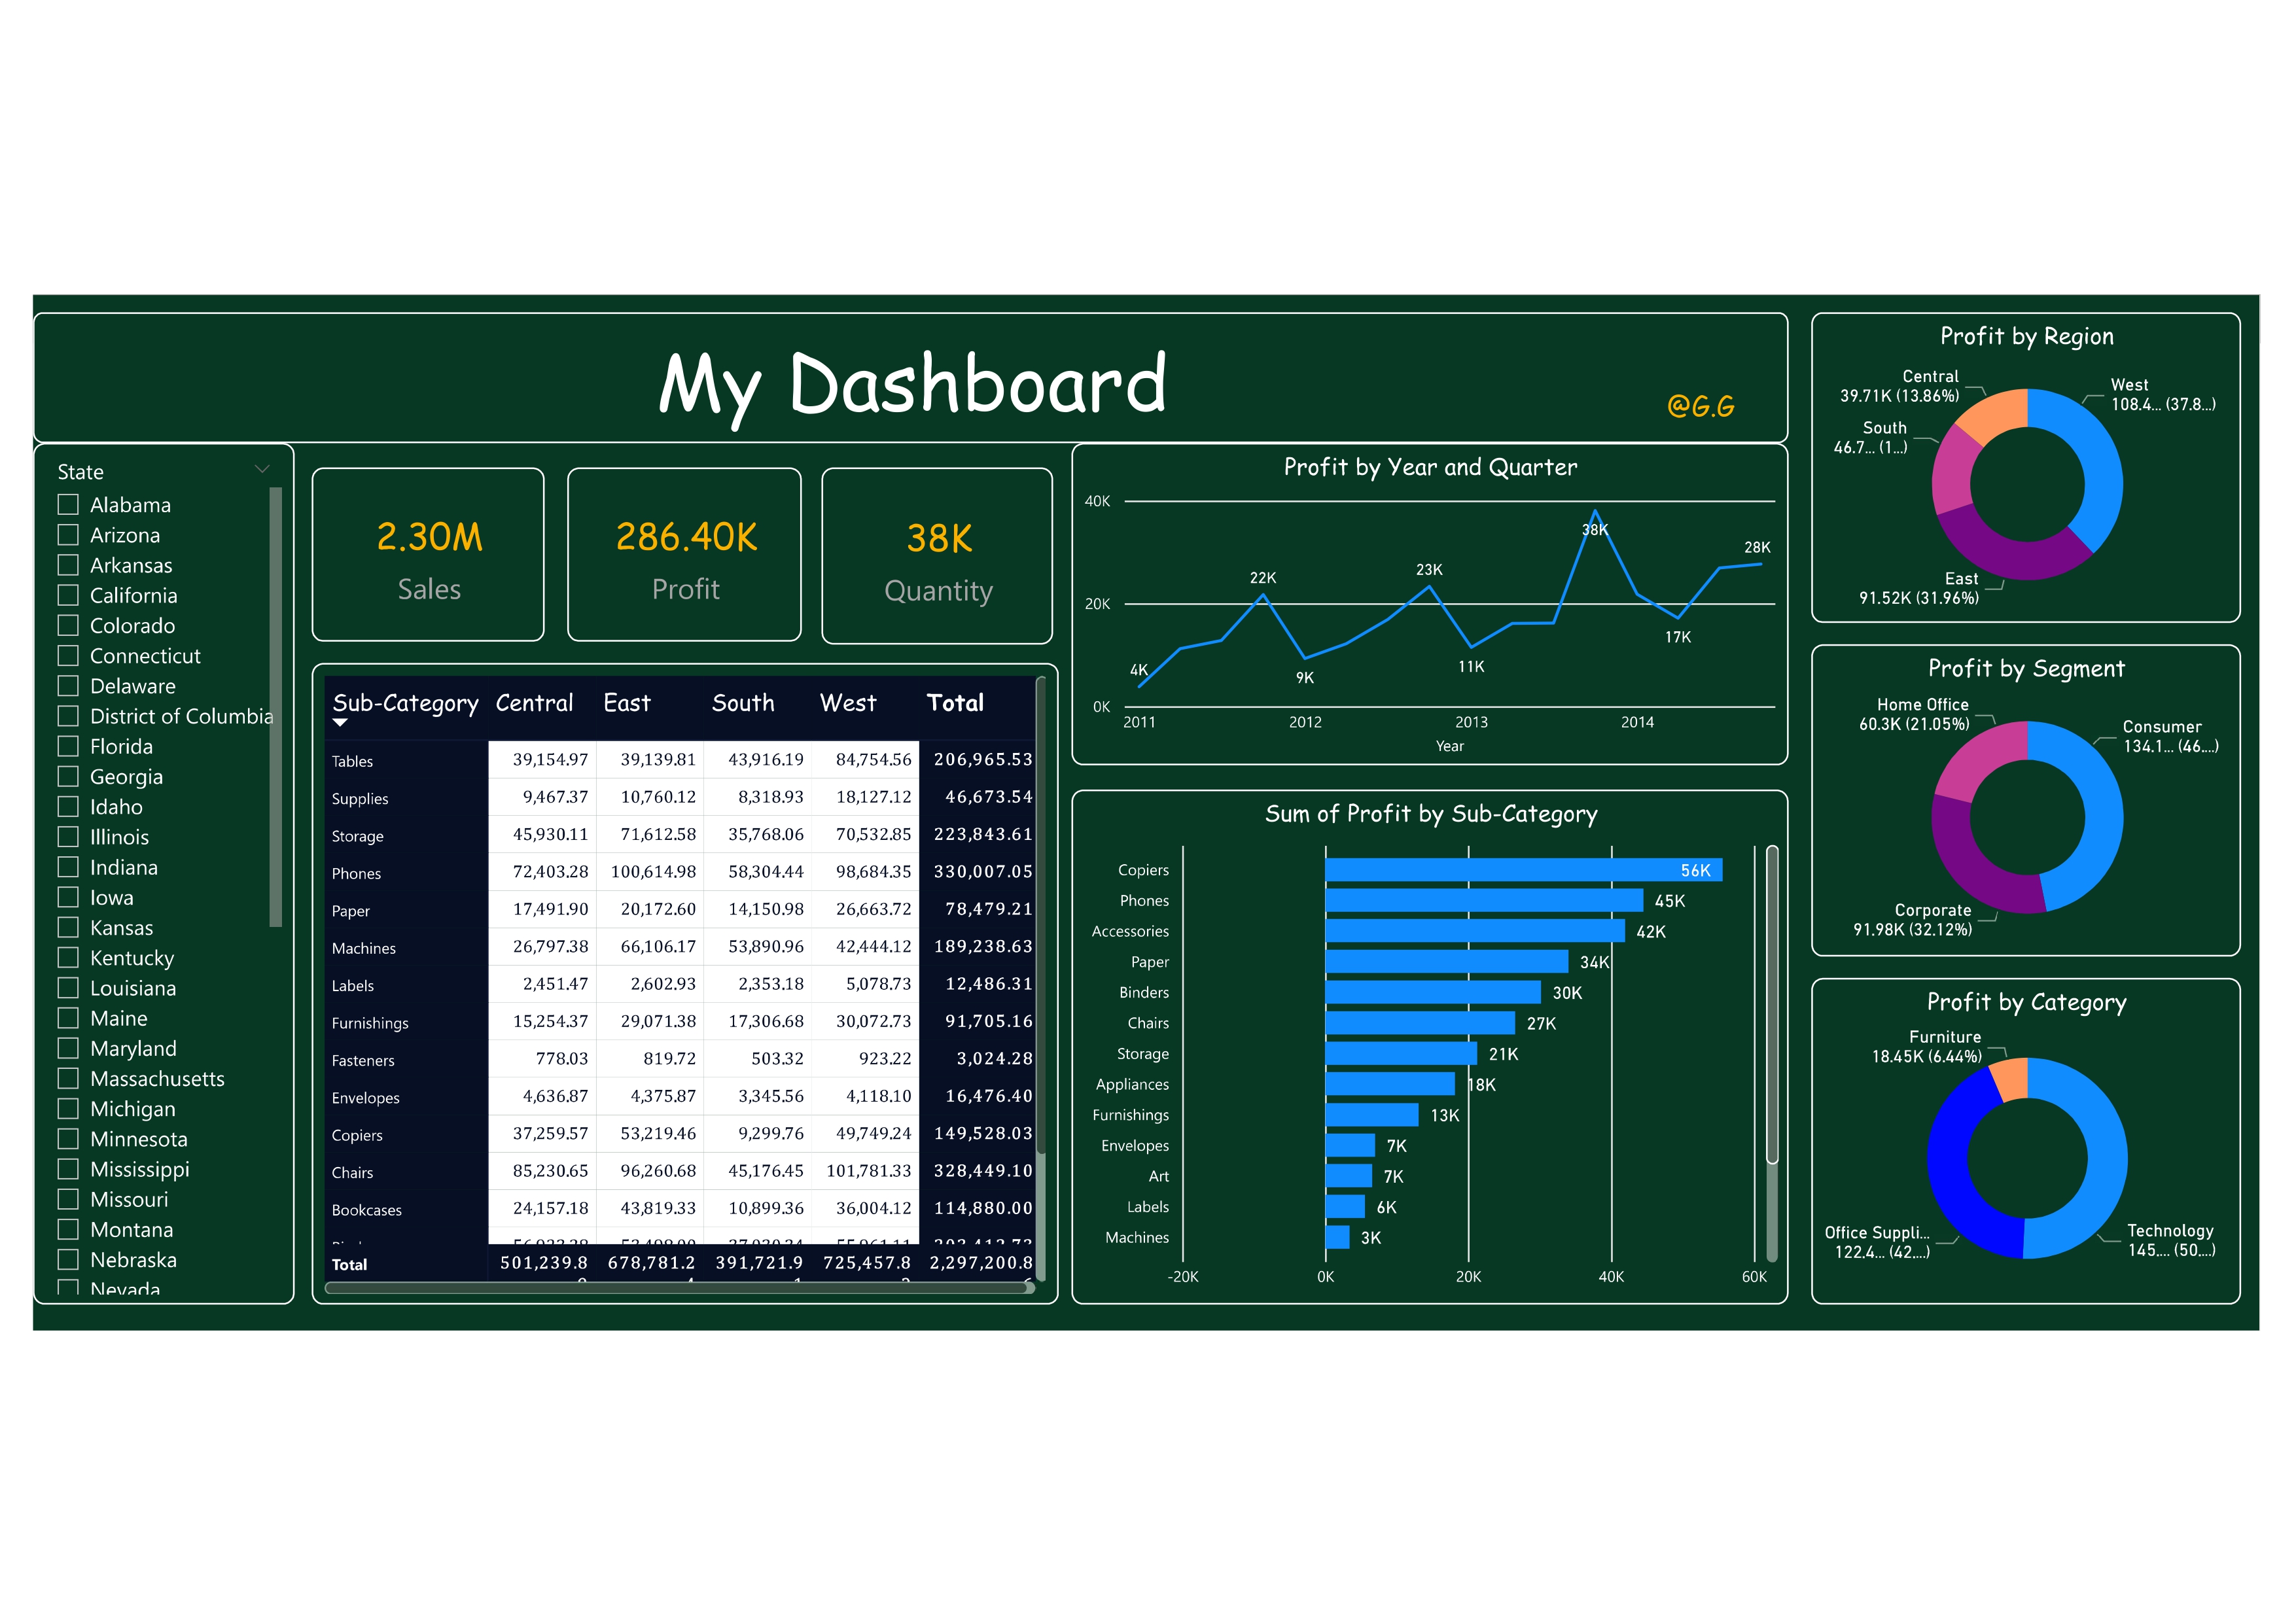 My Dashboard
@G.G
State
Alabama
Arizona
Arkansas
California
Colorado
Connecticut
Delaware
District of Columbia
Florida
Georgia
Idaho
Illinois
Indiana
Iowa
Kansas
Kentucky
Louisiana
Maine
Maryland
Massachusetts
Michigan
Minnesota
Mississippi
Missouri
Montana
Nebraska
Nevada
2.30M
Sales
286.40K
Profit
38K
Quantity
Sub-Category Central East South West Total
Tables 39,154.97 39,139.81 43,916.19 84,754.56 206,965.53
Supplies 9,467.37 10,760.12 8,318.93 18,127.12 46,673.54
Storage 45,930.11 71,612.58 35,768.06 70,532.85 223,843.61
Phones 72,403.28 100,614.98 58,304.44 98,684.35 330,007.05
Paper 17,491.90 20,172.60 14,150.98 26,663.72 78,479.21
Machines 26,797.38 66,106.17 53,890.96 42,444.12 189,238.63
Labels 2,451.47 2,602.93 2,353.18 5,078.73 12,486.31
Furnishings 15,254.37 29,071.38 17,306.68 30,072.73 91,705.16
Fasteners 778.03 819.72 503.32 923.22 3,024.28
Envelopes 4,636.87 4,375.87 3,345.56 4,118.10 16,476.40
Copiers 37,259.57 53,219.46 9,299.76 49,749.24 149,528.03
Chairs 85,230.65 96,260.68 45,176.45 101,781.33 328,449.10
Bookcases 24,157.18 43,819.33 10,899.36 36,004.12 114,880.00
Total 501,239.8 678,781.2 391,721.9 725,457.8 2,297,200.8
Profit by Year and Quarter
40K
20K
0K
4K
22K
9K
23K
11K
38K
17K
28K
2011 2012 2013 2014
Year
Sum of Profit by Sub-Category
Copiers 56K
Phones 45K
Accessories 42K
Paper 34K
Binders 30K
Chairs 27K
Storage 21K
Appliances 18K
Furnishings 13K
Envelopes 7K
Art 7K
Labels 6K
Machines 3K
-20K 0K 20K 40K 60K
Profit by Region
Central
39.71K (13.86%)
West
108.4... (37.8...)
South
46.7... (1...)
East
91.52K (31.96%)
Profit by Segment
Home Office
60.3K (21.05%)
Consumer
134.1... (46....)
Corporate
91.98K (32.12%)
Profit by Category
Furniture
18.45K (6.44%)
Office Suppli...
122.4... (42....)
Technology
145.... (50....)